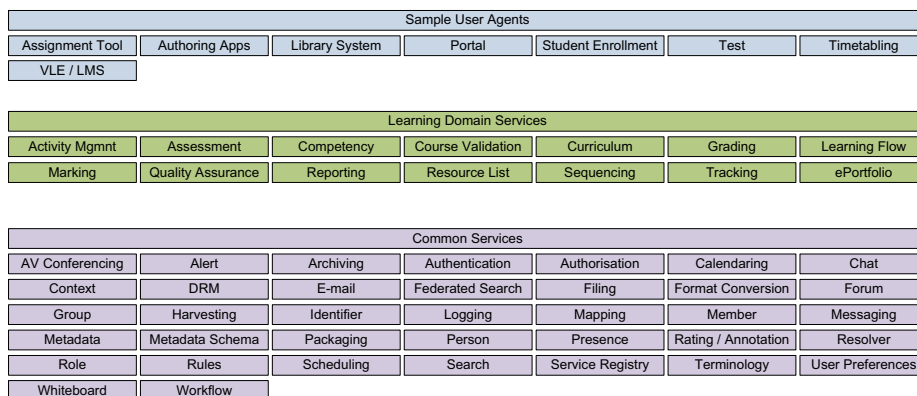 Sample User Agents
Assignment Tool Authoring Apps Library System Portal Student Enrollment Test Timetabling
VLE / LMS
Learning Domain Services
Activity Mgmnt Assessment Competency Course Validation Curriculum Grading Learning Flow
Marking Quality Assurance Reporting Resource List Sequencing Tracking ePortfolio
Common Services
AV Conferencing Alert Archiving Authentication Authorisation Calendaring Chat
Context DRM E-mail Federated Search Filing Format Conversion Forum
Group Harvesting Identifier Logging Mapping Member Messaging
Metadata Metadata Schema Packaging Person Presence Rating / Annotation Resolver
Role Rules Scheduling Search Service Registry Terminology User Preferences
Whiteboard Workflow